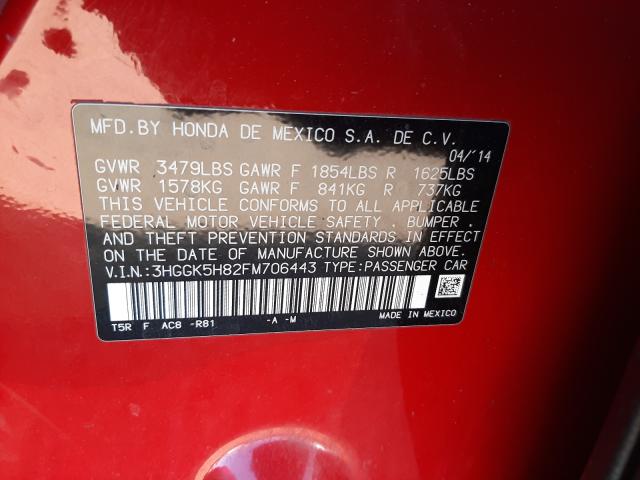 MFD. BY HONDA DE MEXICO S.A. DE C.V.
04/'14
GVWR 3479LBS GAWR F 1854LBS R 1625LBS
GVWR 1578KG GAWR F 841KG R 737KG
THIS VEHICLE CONFORMS TO ALL APPLICABLE
FEDERAL MOTOR VEHICLE SAFETY . BUMPER .
AND THEFT PREVENTION STANDARDS IN EFFECT
ON THE DATE OF MANUFACTURE SHOWN ABOVE.
V.I.N.:3HGGK5H82FM706443 TYPE:PASSENGER CAR
T5R F AC8 -R81 -A -M MADE IN MEXICO